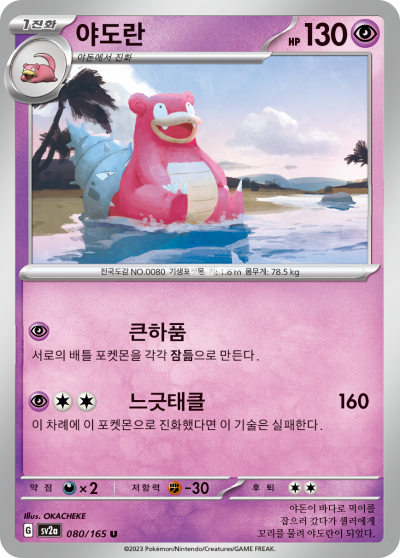 1진화 야도란 HP 130
야돈에서 진화
전국도감 NO.0080 기생포켓몬 키: 1.6 m 몸무게: 78.5 kg
큰하품
서로의 배틀 포켓몬을 각각 잠듦으로 만든다.
느긋태클 160
이 차례에 이 포켓몬으로 진화했다면 이 기술은 실패한다.
약점 ×2 저항력 -30 후퇴
Illus. OKACHEKE
G sv2a 080/165 U
야돈이 바다로 먹이를
잡으러 갔다가 셀러에게
꼬리를 물려 야도란이 되었다.
©2023 Pokémon/Nintendo/Creatures/GAME FREAK.